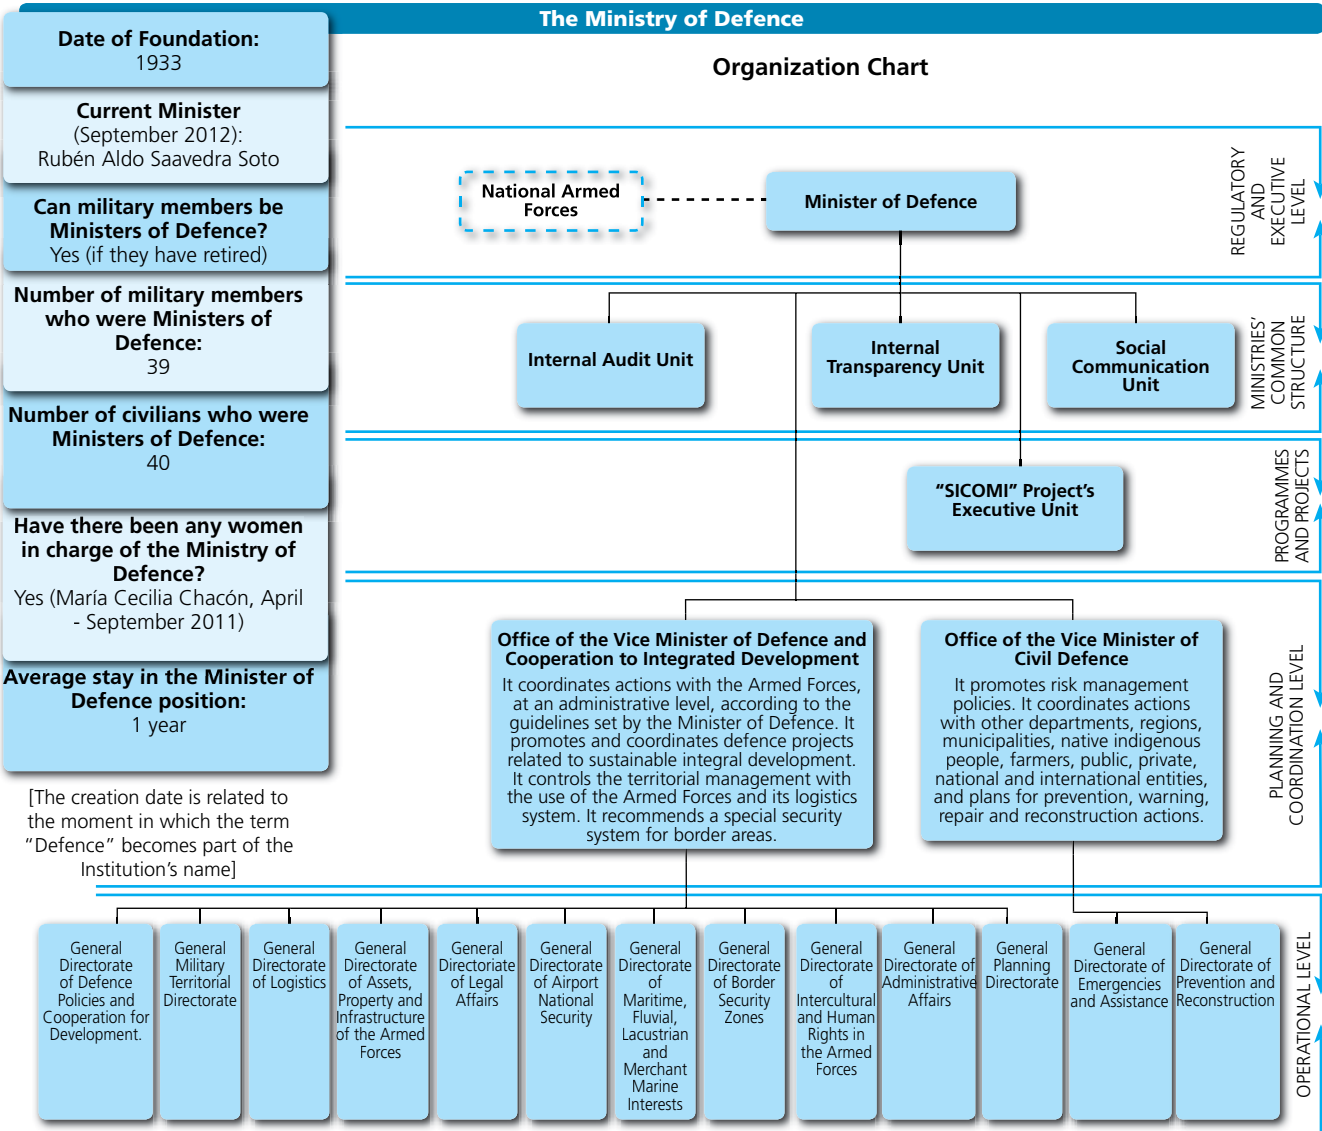 The Ministry of Defence
Date of Foundation:
1933
Current Minister
(September 2012):
Rubén Aldo Saavedra Soto
Can military members be
Ministers of Defence?
Yes (if they have retired)
Number of military members
who were Ministers of
Defence:
39
Number of civilians who were
Ministers of Defence:
40
Have there been any women
in charge of the Ministry of
Defence?
Yes (María Cecilia Chacón, April
- September 2011)
Average stay in the Minister of
Defence position:
1 year
[The creation date is related to
the moment in which the term
“Defence” becomes part of the
Institution’s name]
Organization Chart
National Armed
Forces
Minister of Defence
REGULATORY
AND
EXECUTIVE
LEVEL
Internal Audit Unit
Internal
Transparency Unit
Social
Communication
Unit
MINISTRIES’
COMMON
STRUCTURE
“SICOMI” Project’s
Executive Unit
PROGRAMMES
AND PROJECTS
Office of the Vice Minister of Defence and
Cooperation to Integrated Development
It coordinates actions with the Armed Forces,
at an administrative level, according to the
guidelines set by the Minister of Defence. It
promotes and coordinates defence projects
related to sustainable integral development.
It controls the territorial management with
the use of the Armed Forces and its logistics
system. It recommends a special security
system for border areas.
Office of the Vice Minister of
Civil Defence
It promotes risk management
policies. It coordinates actions
with other departments, regions,
municipalities, native indigenous
people, farmers, public, private,
national and international entities,
and plans for prevention, warning,
repair and reconstruction actions.
PLANNING AND
COORDINATION LEVEL
General
Directorate
of Defence
Policies and
Cooperation for
Development.
General
Military
Territorial
Directorate
General
Directorate
of Logistics
General
Directorate
of Assets,
Property and
Infrastructure
of the Armed
Forces
General
Directoriate
of Legal
Affairs
General
Directorate
of Airport
National
Security
General
Directorate
of
Maritime,
Fluvial,
Lacustrian
and
Merchant
Marine
Interests
General
Directorate
of Border
Security
Zones
General
Directorate
of
Intercultural
and Human
Rights in
the Armed
Forces
General
Directorate of
Administrative
Affairs
General
Planning
Directorate
General
Directorate of
Emergencies
and Assistance
General
Directorate of
Prevention and
Reconstruction
OPERATIONAL LEVEL